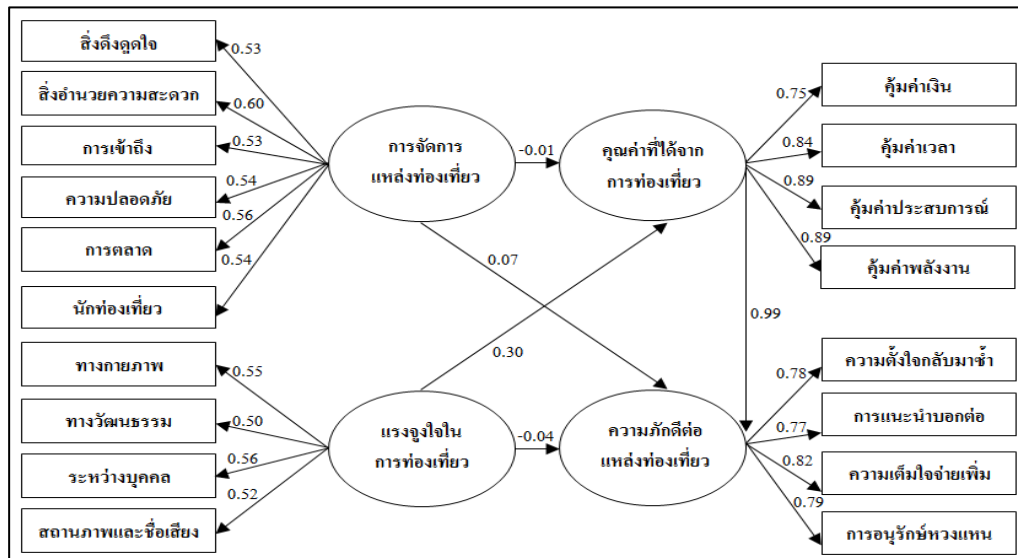 สิ่งดึงดูดใจ
0.53
สิ่งอำนวยความสะดวก
0.60
การเข้าถึง
0.53
ความปลอดภัย
0.54
การตลาด
0.56
นักท่องเที่ยว
0.54
ทางกายภาพ
0.55
ทางวัฒนธรรม
0.50
ระหว่างบุคคล
0.56
สถานภาพและชื่อเสียง
0.52
การจัดการ
แหล่งท่องเที่ยว
-0.01
0.07
แรงจูงใจใน
การท่องเที่ยว
0.30
-0.04
คุณค่าที่ได้จาก
การท่องเที่ยว
0.99
ความภักดีต่อ
แหล่งท่องเที่ยว
0.75
คุ้มค่าเงิน
0.84
คุ้มค่าเวลา
0.89
คุ้มค่าประสบการณ์
0.89
คุ้มค่าพลังงาน
0.78
ความตั้งใจกลับมาซ้ำ
0.77
การแนะนำบอกต่อ
0.82
ความเต็มใจจ่ายเพิ่ม
0.79
การอนุรักษ์หวงแหน